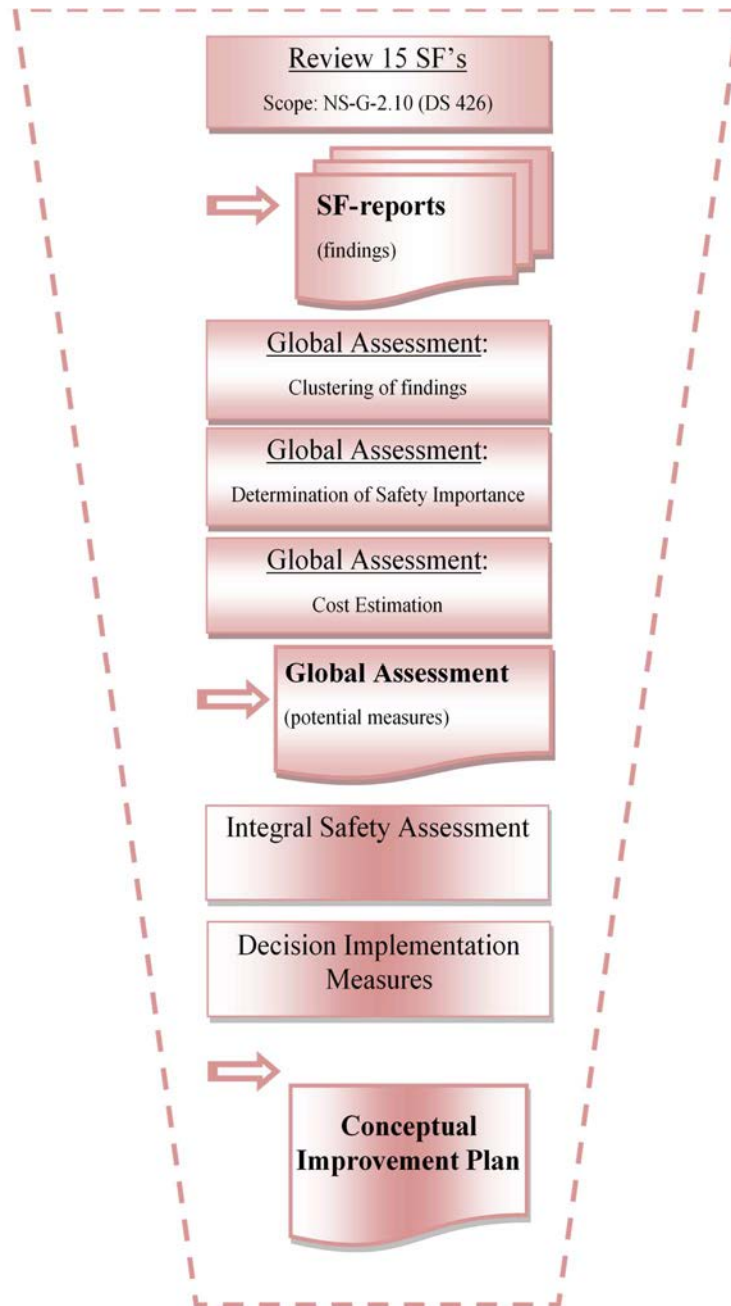 Review 15 SF's
Scope: NS-G-2.10 (DS 426)
SF-reports
(findings)
Global Assessment:
Clustering of findings
Global Assessment:
Determination of Safety Importance
Global Assessment:
Cost Estimation
Global Assessment
(potential measures)
Integral Safety Assessment
Decision Implementation
Measures
Conceptual
Improvement Plan